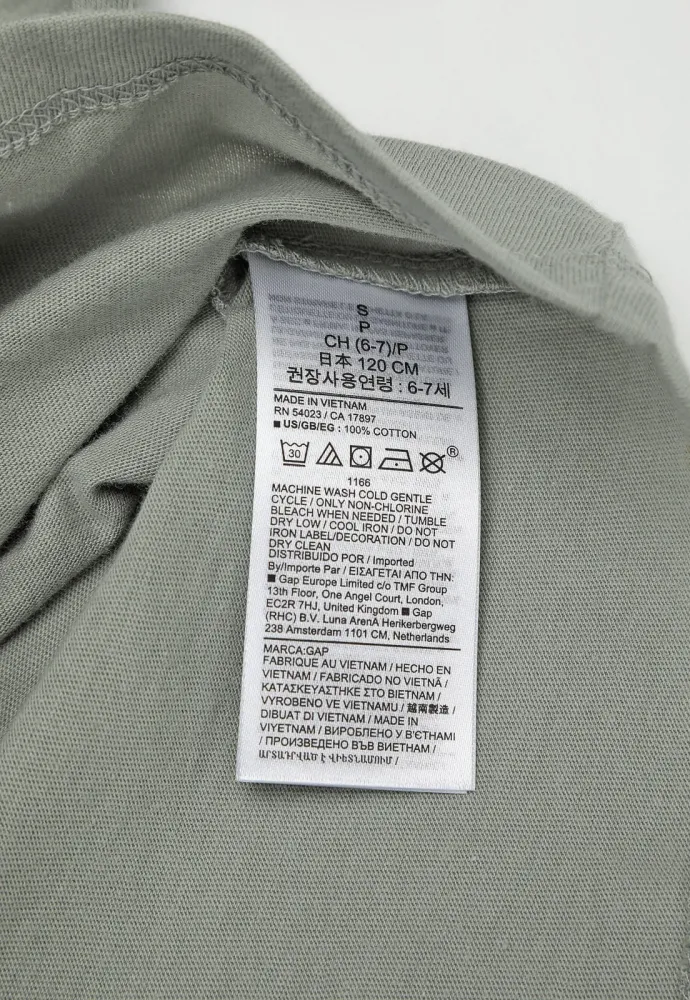 S
P
CH (6-7)/P
日本 120 CM
권장사용연령 : 6-7세
MADE IN VIETNAM
RN 54023 / CA 17897
■ US/GB/EG : 100% COTTON
30
®
1166
MACHINE WASH COLD GENTLE
CYCLE / ONLY NON-CHLORINE
BLEACH WHEN NEEDED / TUMBLE
DRY LOW / COOL IRON / DO NOT
IRON LABEL/DECORATION / DO NOT
DRY CLEAN
DISTRIBUIDO POR / Imported
By/Importe Par / ΕΙΣΑΓΕΤΑΙ ΑΠΟ ΤΗΝ:
■ Gap Europe Limited c/o TMF Group
13th Floor, One Angel Court, London,
EC2R 7HJ, United Kingdom ■ Gap
(RHC) B.V. Luna ArenA Herikerbergweg
238 Amsterdam 1101 CM, Netherlands
MARCA:GAP
FABRIQUE AU VIETNAM / HECHO EN
VIETNAM / FABRICADO NO VIETNÃ /
ΚΑΤΑΣΚΕΥΑΣΤΗΚΕ ΣΤΟ ΒΙΕΤΝΑΜ /
VYROBENO VE VIETNAMU / 越南製造 /
DIBUAT DI VIETNAM / MADE IN
VIYETNAM / ВИРОБЛЕНО У В'ЄТНАМІ
/ ПРОИЗВЕДЕНО ВЪВ ВИЕТНАМ /
ԱՐՏԱԴՐՎԱԾ Է ՎԻԵՏՆԱՄՈՒՄ /